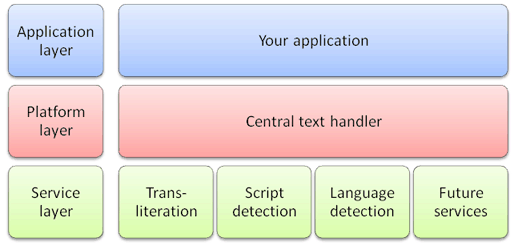 Application
layer
Your application
Platform
layer
Central text handler
Service
layer
Trans-
literation
Script
detection
Language
detection
Future
services